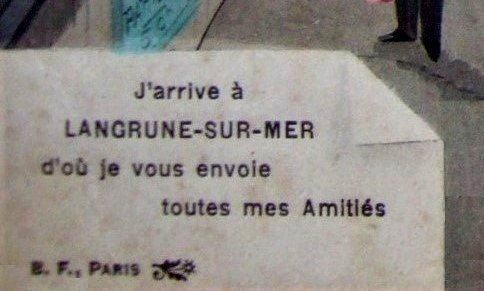 J'arrive à
LANGRUNE-SUR-MER
d'où je vous envoie
toutes mes Amitiés
B. F., PARIS